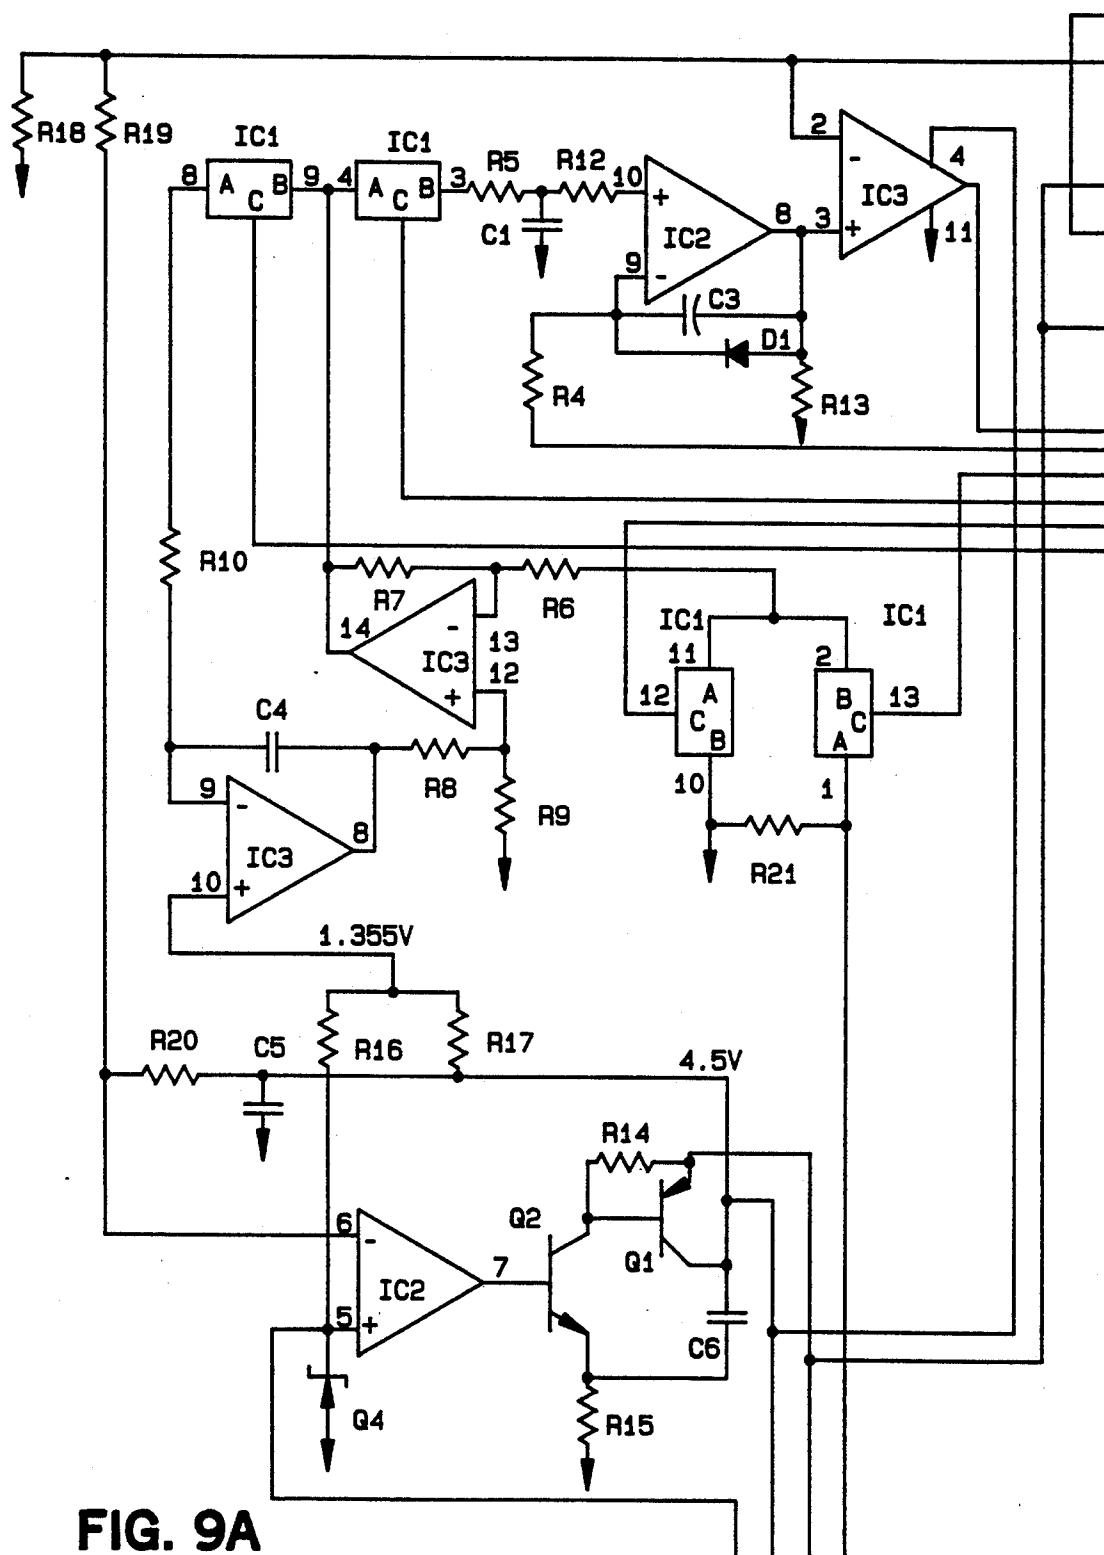 R18 R19 IC1 IC1 R5 R12 2 4
8 A B 9 4 A B 3 10 + - IC3
C C C1 IC2 8 3 + 11
9 - C3
D1
R4 R13
R10
R7 R6 IC1 IC1
14 - 13 11 2
IC3 12
+ 12 A B 13
C4 C C
B A
R8 10 1
9 - R9
8
IC3 R21
10 +
1.355V
R20 C5 R16 R17 4.5V
R14
6 - Q2
7 Q1
IC2
5 + C6
Q4 R15
FIG. 9A